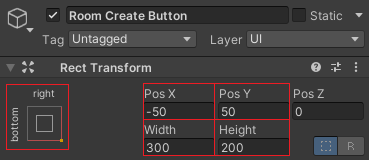 Room Create Button
Static
Tag
Untagged
Layer
UI
Rect Transform
right
bottom
Pos X
Pos Y
Pos Z
-50
50
0
Width
Height
300
200
R